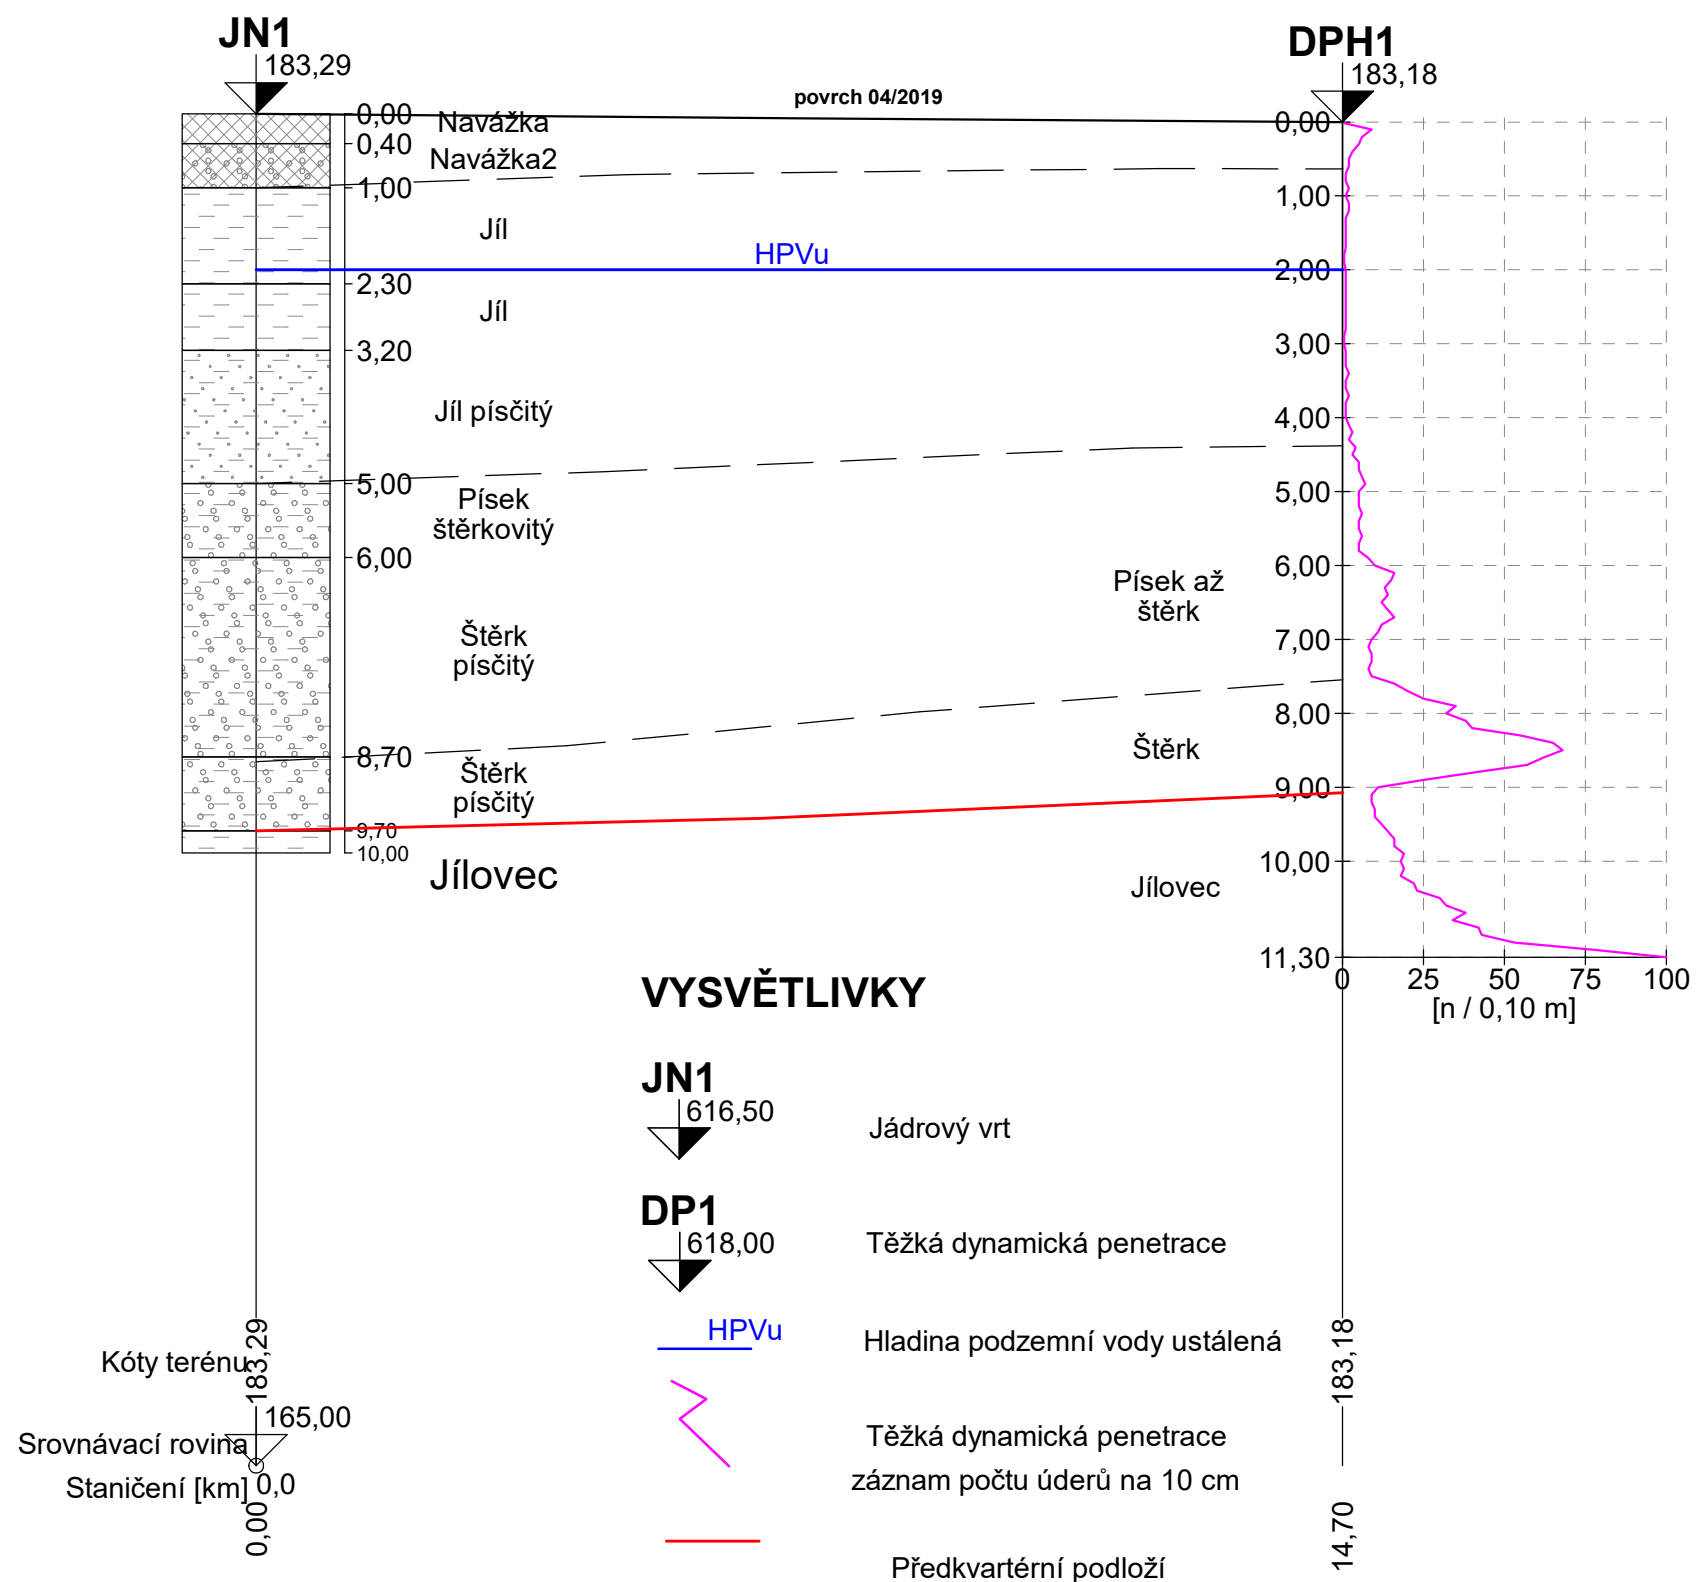 JN1
183,29
DPH1
183,18
povrch 04/2019
0,00
0,40
1,00
2,30
3,20
5,00
6,00
8,70
9,70
10,00
Navážka
Navážka2
Jíl
HPVu
Jíl
Jíl písčitý
Písek
štěrkovitý
Štěrk
písčitý
Štěrk
písčitý
Jílovec
Písek až
štěrk
Štěrk
Jílovec
0,00
1,00
2,00
3,00
4,00
5,00
6,00
7,00
8,00
9,00
10,00
11,30
0 25 50 75 100
[n / 0,10 m]
VYSVĚTLIVKY
JN1
616,50
Jádrový vrt
DP1
618,00
Těžká dynamická penetrace
HPVu
Hladina podzemní vody ustálená
Těžká dynamická penetrace
záznam počtu úderů na 10 cm
Předkvartérní podloží
Kóty terénu
183,29
183,18
165,00
Srovnávací rovina
Staničení [km]
0,0
0,00
14,70